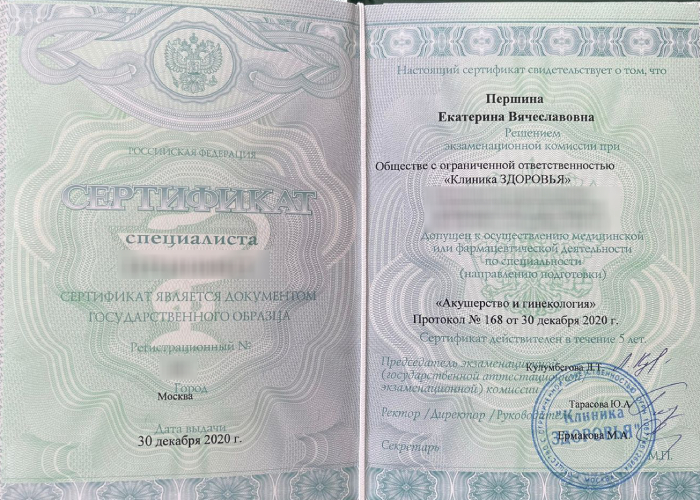 РОССИЙСКАЯ ФЕДЕРАЦИЯ
СЕРТИФИКАТ
специалиста
СЕРТИФИКАТ ЯВЛЯЕТСЯ ДОКУМЕНТОМ
ГОСУДАРСТВЕННОГО ОБРАЗЦА
Регистрационный №
Город
Москва
Дата выдачи
30 декабря 2020 г.
Настоящий сертификат свидетельствует о том, что
Першина
Екатерина Вячеславовна
Решением
экзаменационной комиссии при
Обществе с ограниченной ответственностью
«Клиника ЗДОРОВЬЯ»
Допущен к осуществлению медицинской
или фармацевтической деятельности
по специальности
(направлению подготовки)
«Акушерство и гинекология»
Протокол № 168 от 30 декабря 2020 г.
Сертификат действителен в течение 5 лет.
Председатель экзаменационной
Кулумбегова Л.Т.
(государственной аттестационной,
экзаменационной) комиссии
Тарасова Ю.А.
Ректор / Директор / Руководитель
"Клиника
ЗДОРОВЬЯ"
Ермакова М.А.
Секретарь
М.П.